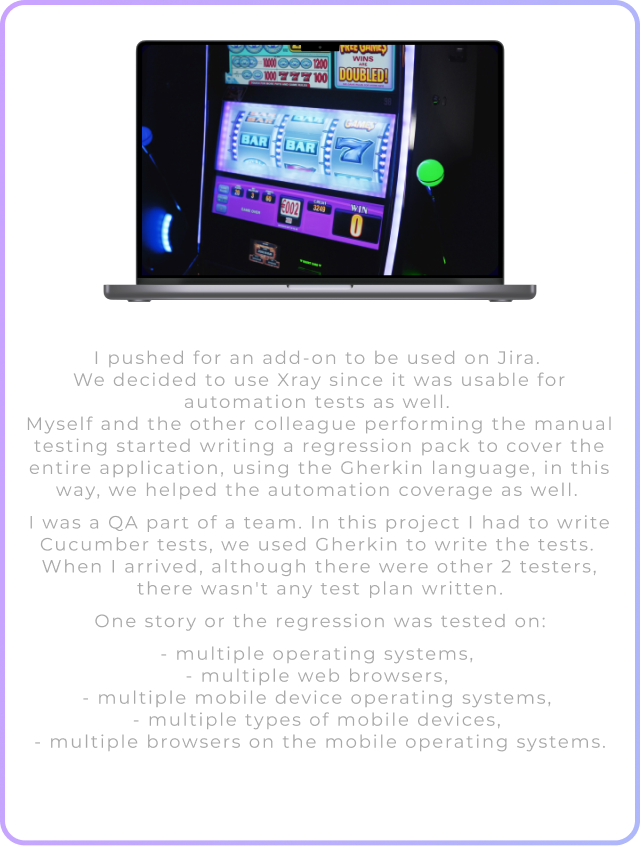 FREE GAMES
WINS
ARE
DOUBLED!
10000
1200
1000
100
BAR
BAR
7
WIN
3249
0
I pushed for an add-on to be used on Jira.
We decided to use Xray since it was usable for
automation tests as well.
Myself and the other colleague performing the manual
testing started writing a regression pack to cover the
entire application, using the Gherkin language, in this
way, we helped the automation coverage as well.
I was a QA part of a team. In this project I had to write
Cucumber tests, we used Gherkin to write the tests.
When I arrived, although there were other 2 testers,
there wasn't any test plan written.
One story or the regression was tested on:
- multiple operating systems,
- multiple web browsers,
- multiple mobile device operating systems,
- multiple types of mobile devices,
- multiple browsers on the mobile operating systems.